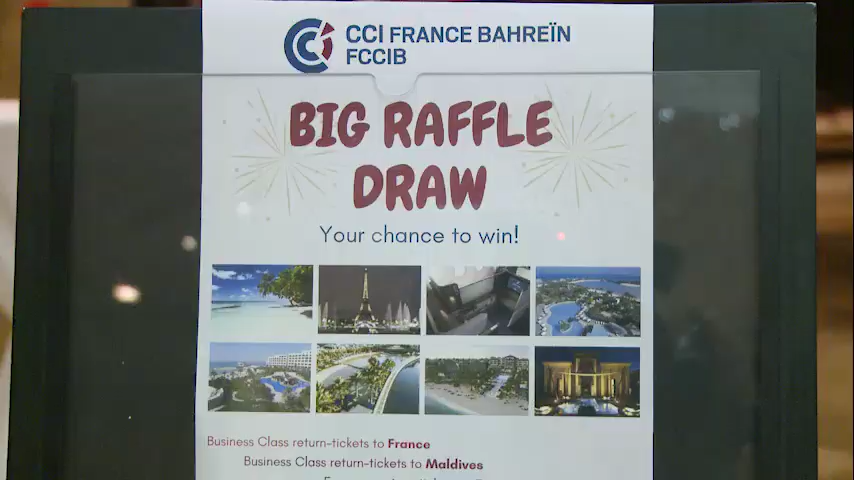 CCI FRANCE BAHREÏN
FCCIB
BIG RAFFLE
DRAW
Your chance to win!
Business Class return-tickets to France
Business Class return-tickets to Maldives